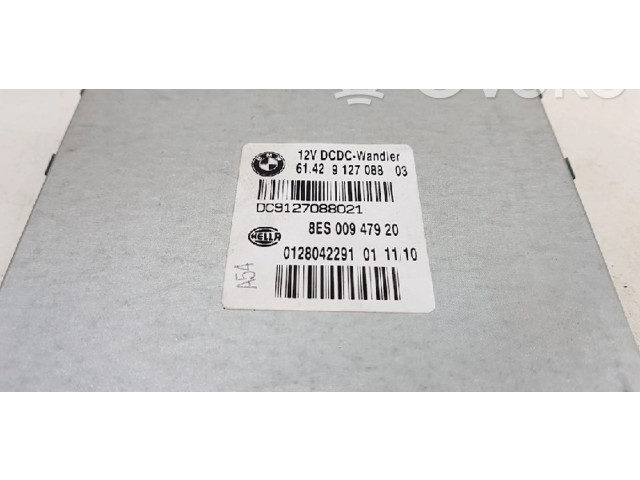 12V DCDC-Wandler
61.42 9 127 088 03
DC9127088021
8ES 009 479 20
HELLA
0128042291 01 11/10
A54